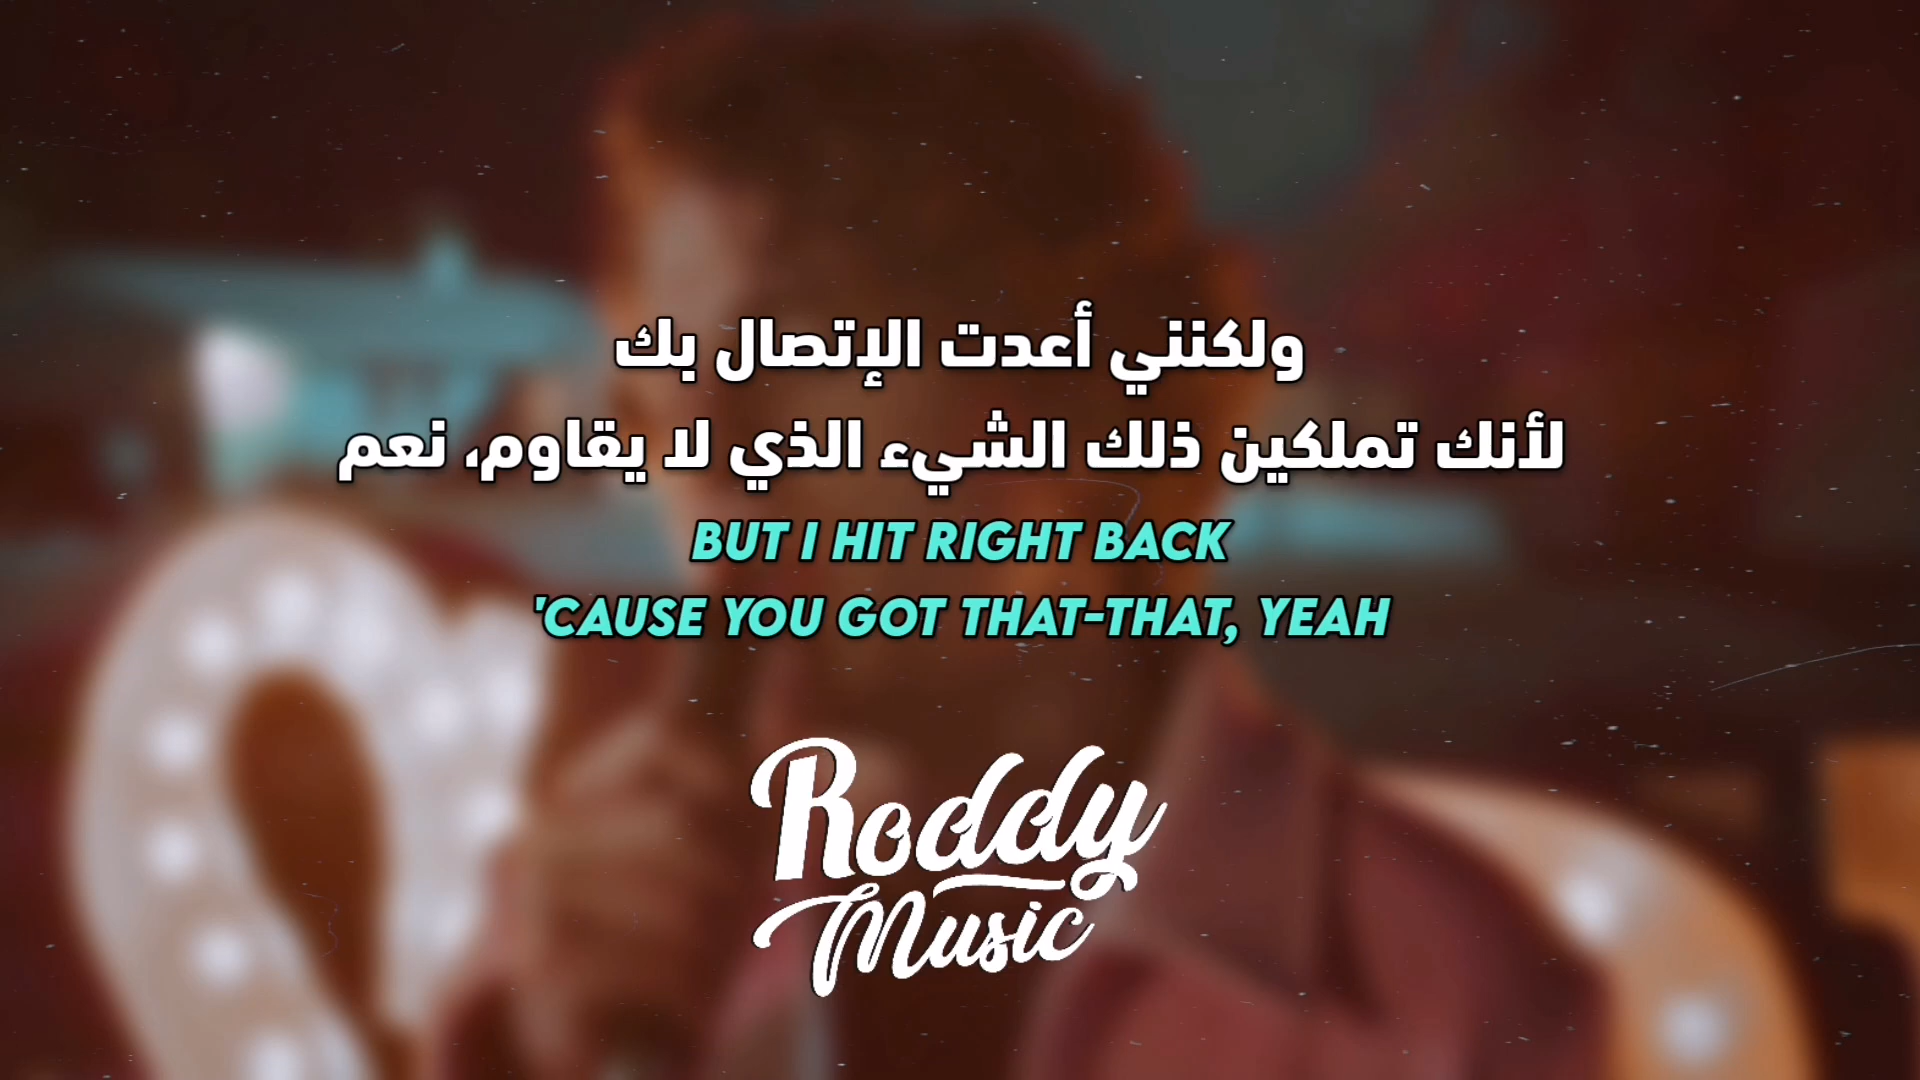 ولكنني أعدت الإتصال بك
لأنك تملكين ذلك الشيء الذي لا يقاوم، نعم
BUT I HIT RIGHT BACK
'CAUSE YOU GOT THAT-THAT, YEAH
Roddy
Music